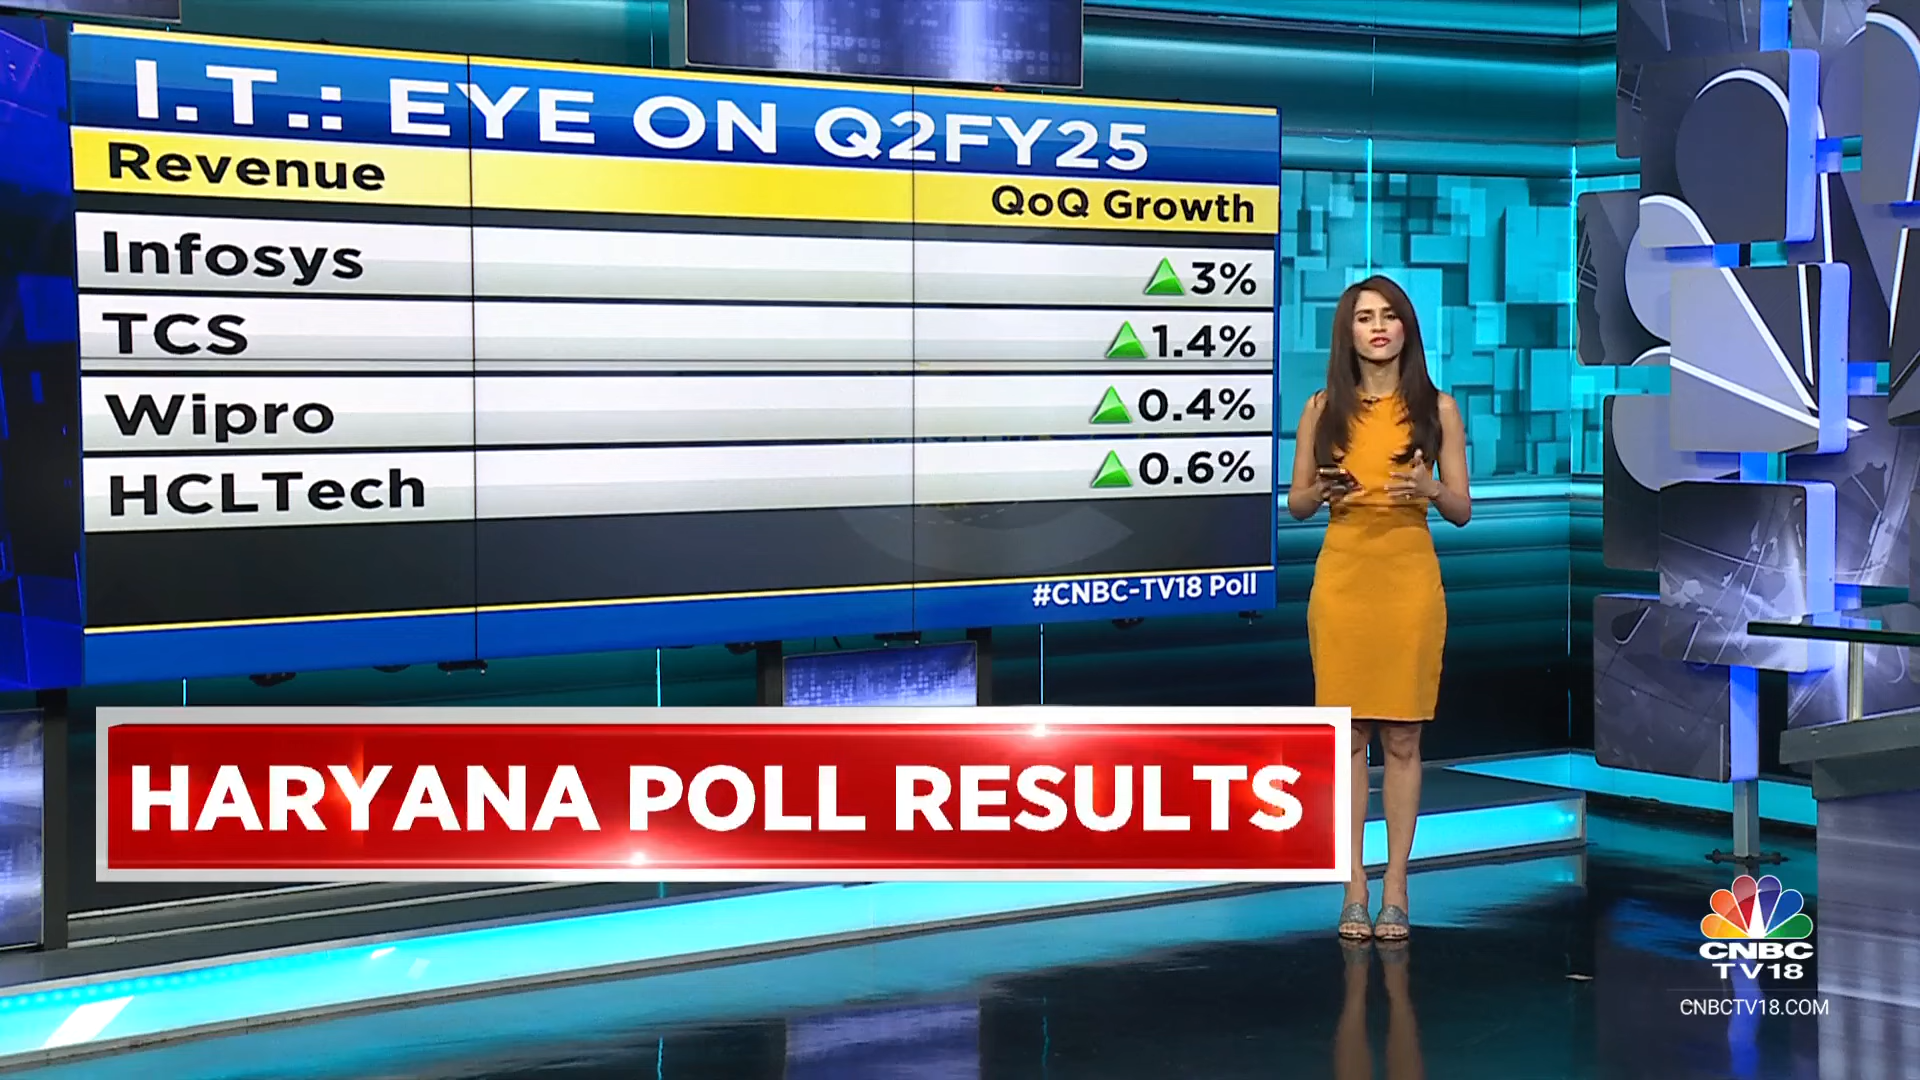 I.T.: EYE ON Q2FY25
Revenue QoQ Growth
Infosys 3%
TCS 1.4%
Wipro 0.4%
HCLTech 0.6%
#CNBC-TV18 Poll
HARYANA POLL RESULTS
CNBC
TV18
CNBCTV18.COM